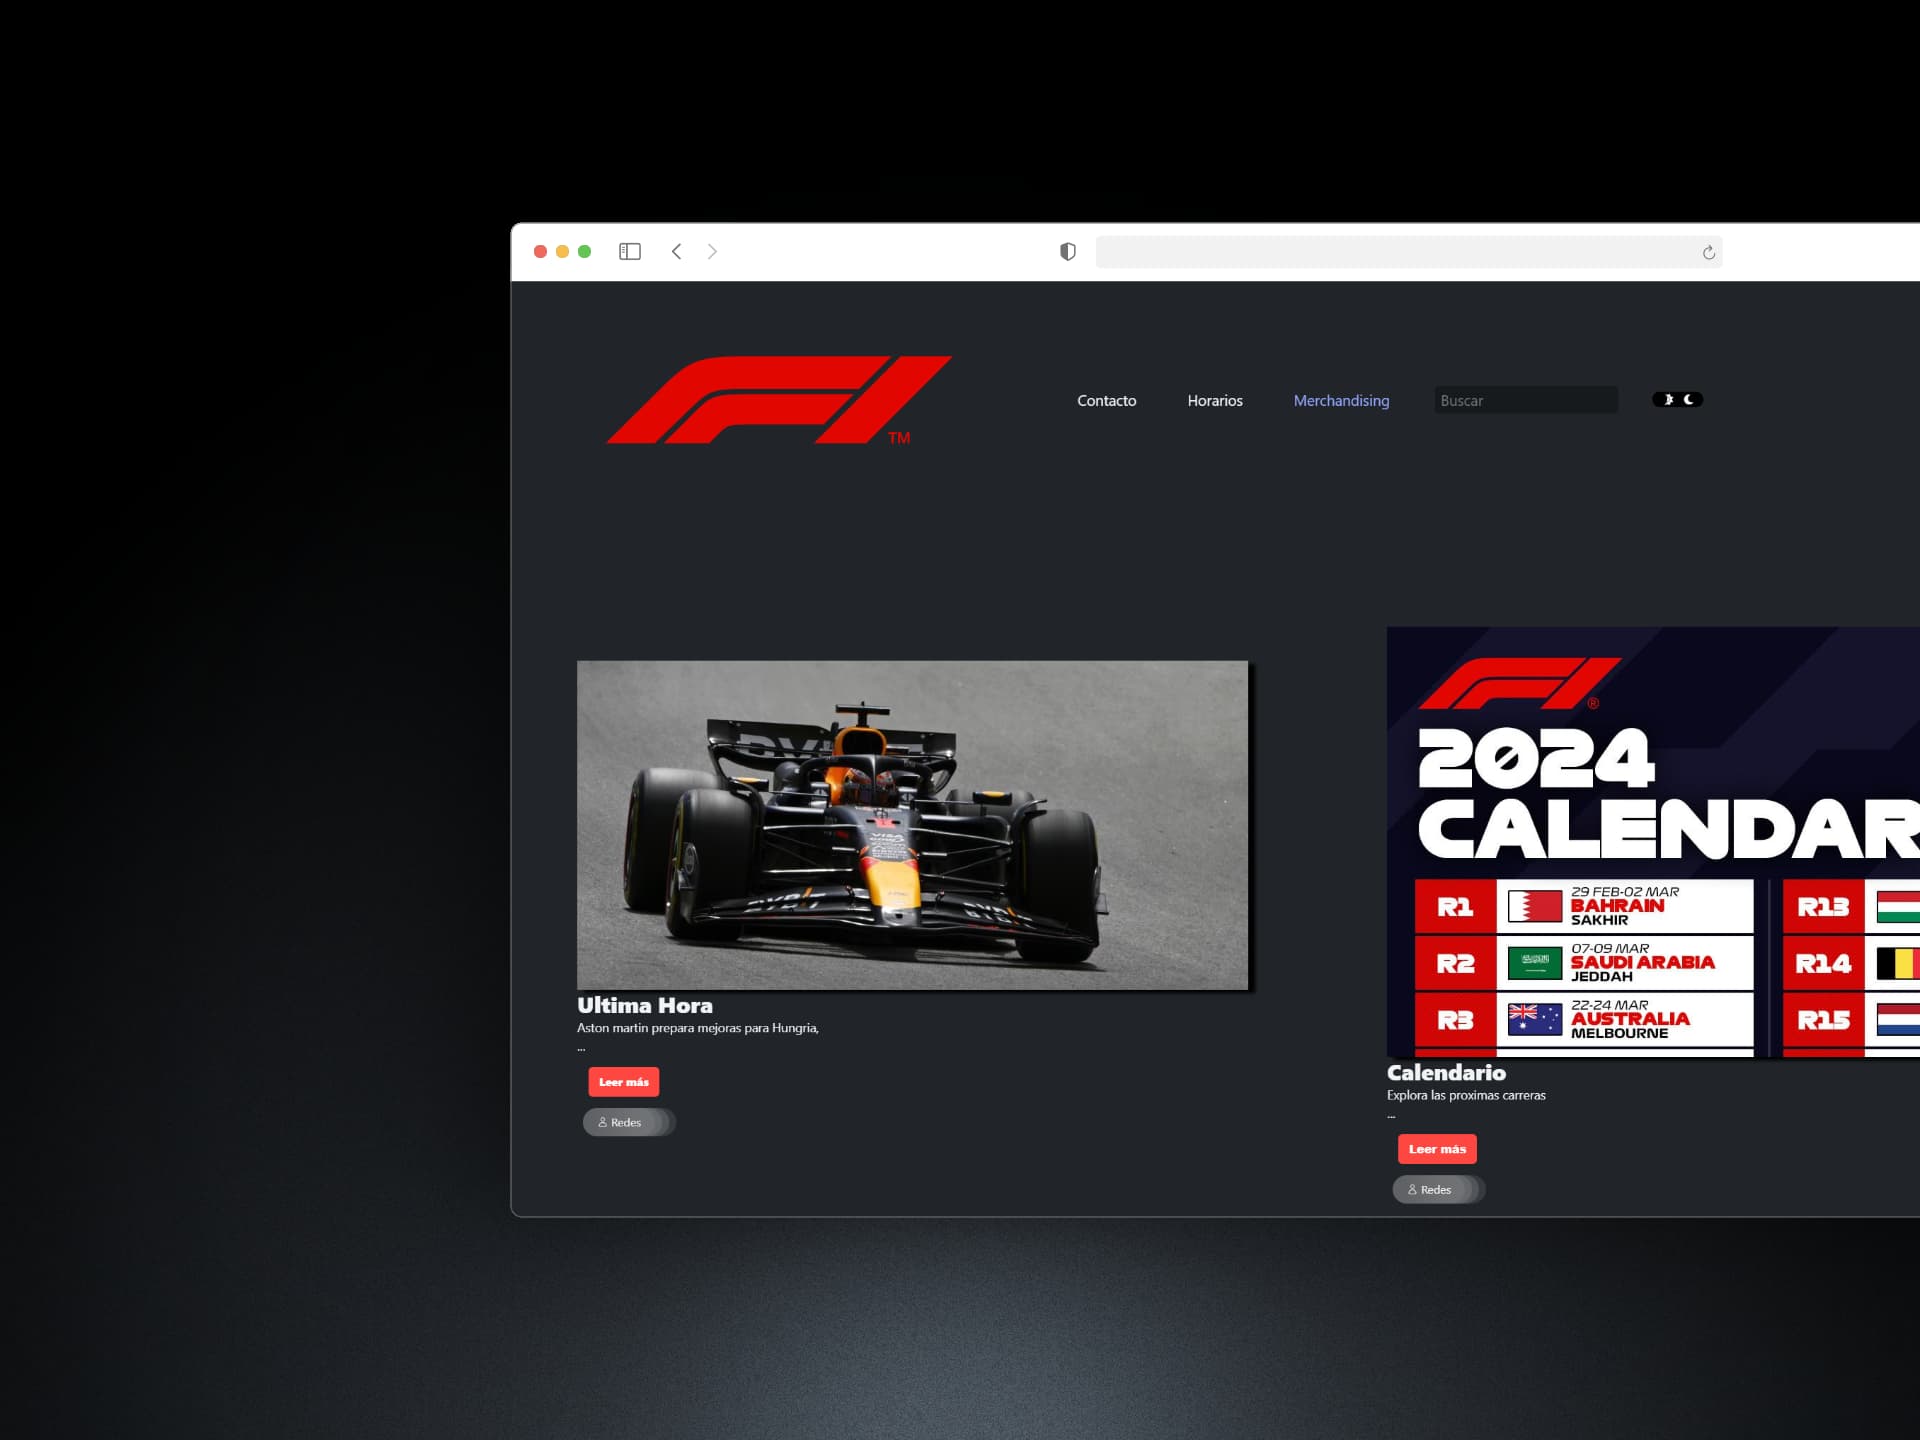 F1
TM
Contacto
Horarios
Merchandising
Buscar
Ultima Hora
Aston martin prepara mejoras para Hungria,
...
Leer más
Redes
F1
®
2024
CALENDAR
R1
29 FEB-02 MAR
BAHRAIN
SAKHIR
R2
07-09 MAR
SAUDI ARABIA
JEDDAH
R3
22-24 MAR
AUSTRALIA
MELBOURNE
R13
R14
R15
Calendario
Explora las proximas carreras
...
Leer más
Redes